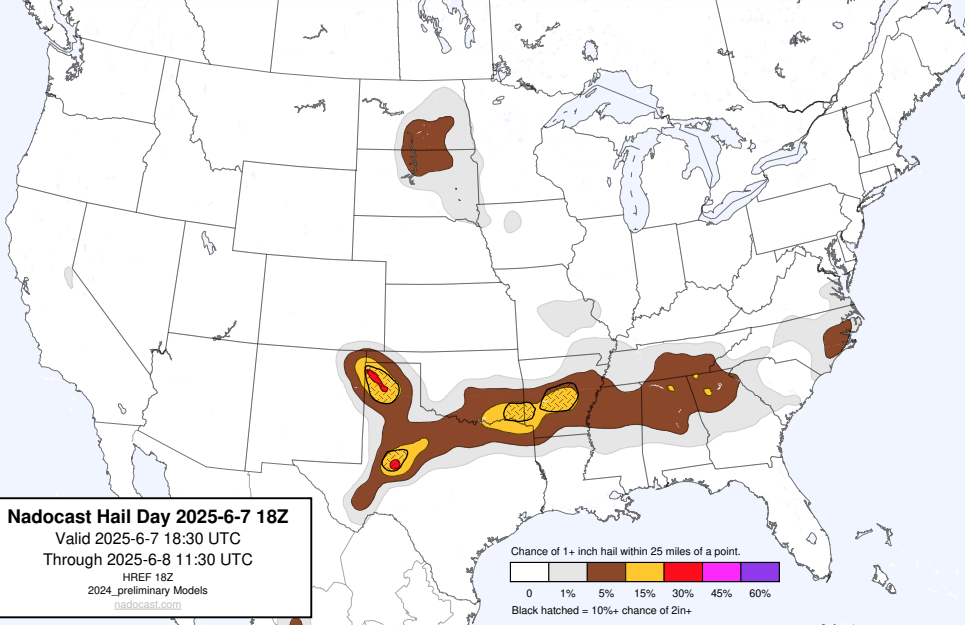 Nadocast Hail Day 2025-6-7 18Z
Valid 2025-6-7 18:30 UTC
Through 2025-6-8 11:30 UTC
HREF 18Z
2024_preliminary Models
nadocast.com
Chance of 1+ inch hail within 25 miles of a point.
0 1% 5% 15% 30% 45% 60%
Black hatched = 10%+ chance of 2in+